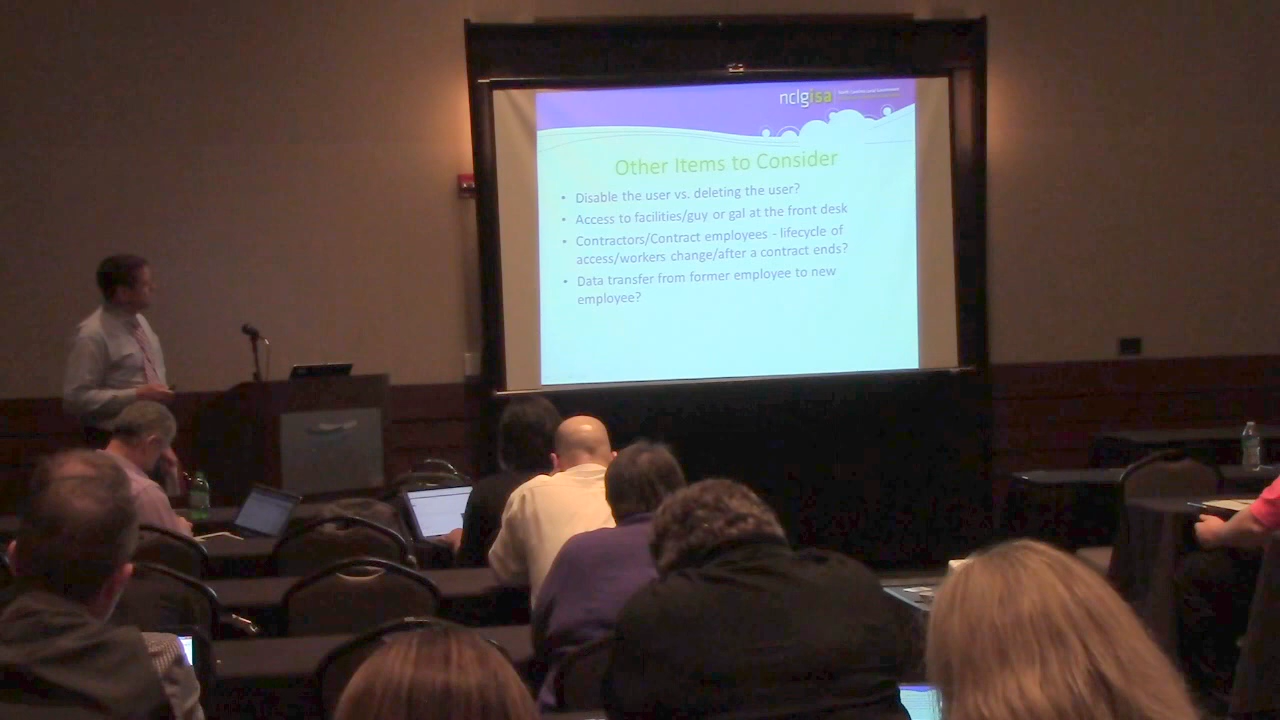 nclgisa
Other Items to Consider
• Disable the user vs. deleting the user?
• Access to facilities/guy or gal at the front desk
• Contractors/Contract employees - lifecycle of
access/workers change/after a contract ends?
• Data transfer from former employee to new
employee?